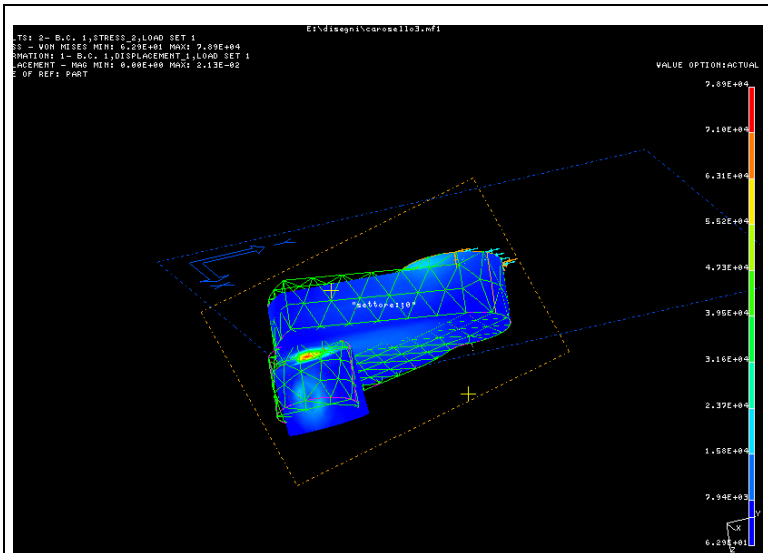 E:\disegni\carosello3.mf1
LTS: 2- B.C. 1,STRESS_2,LOAD SET 1
SS - VON MISES MIN: 6.29E+01 MAX: 7.89E+04
RMATION: 1- B.C. 1,DISPLACEMENT_1,LOAD SET 1
LACEMENT - MAG MIN: 0.00E+00 MAX: 2.13E-02
E OF REF: PART
VALUE OPTION:ACTUAL
7.89E+04
7.10E+04
6.31E+04
5.52E+04
4.73E+04
3.95E+04
3.16E+04
2.37E+04
1.58E+04
7.94E+03
6.29E+01
"settore1j0"
Y
X
Z